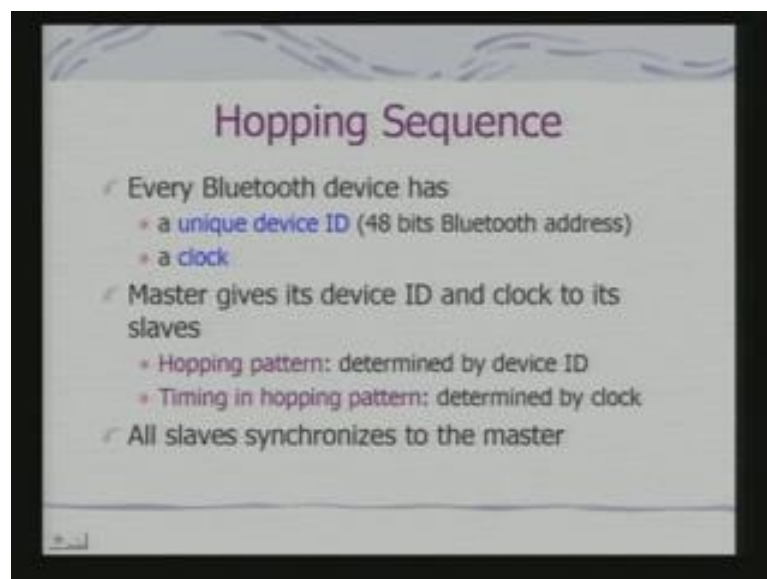 Hopping Sequence
Every Bluetooth device has
a unique device ID (48 bits Bluetooth address)
a clock
Master gives its device ID and clock to its
slaves
Hopping pattern: determined by device ID
Timing in hopping pattern: determined by clock
All slaves synchronizes to the master